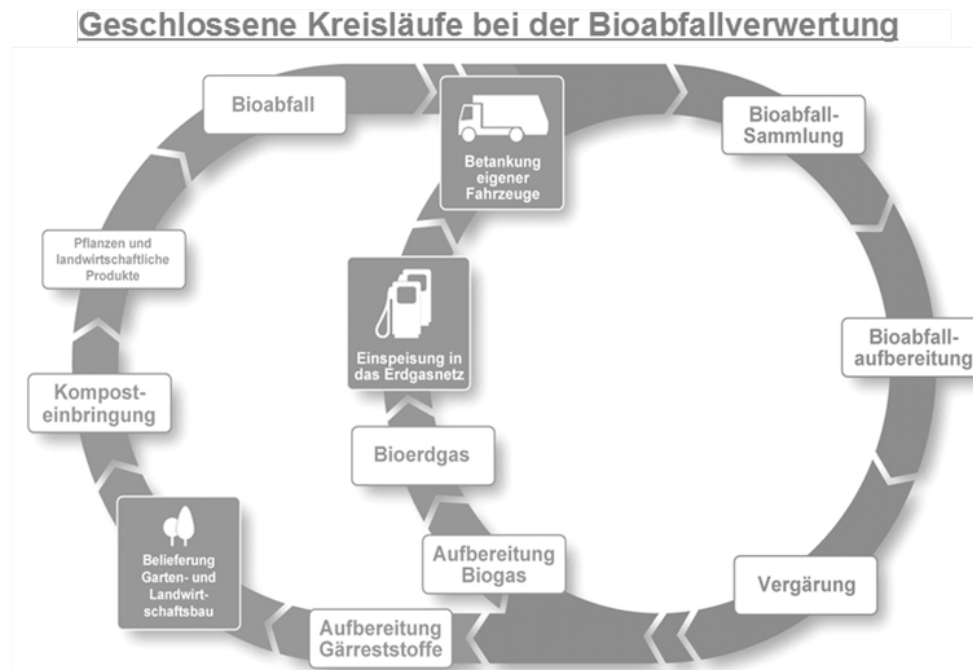 Geschlossene Kreisläufe bei der Bioabfallverwertung
Bioabfall
Betankung
eigener
Fahrzeuge
Bioabfall-
Sammlung
Pflanzen und
landwirtschaftliche
Produkte
Einspeisung in
das Erdgasnetz
Bioabfall-
aufbereitung
Kompost-
einbringung
Bioerdgas
Belieferung
Garten- und
Landwirt-
schaftsbau
Aufbereitung
Biogas
Vergärung
Aufbereitung
Gärreststoffe